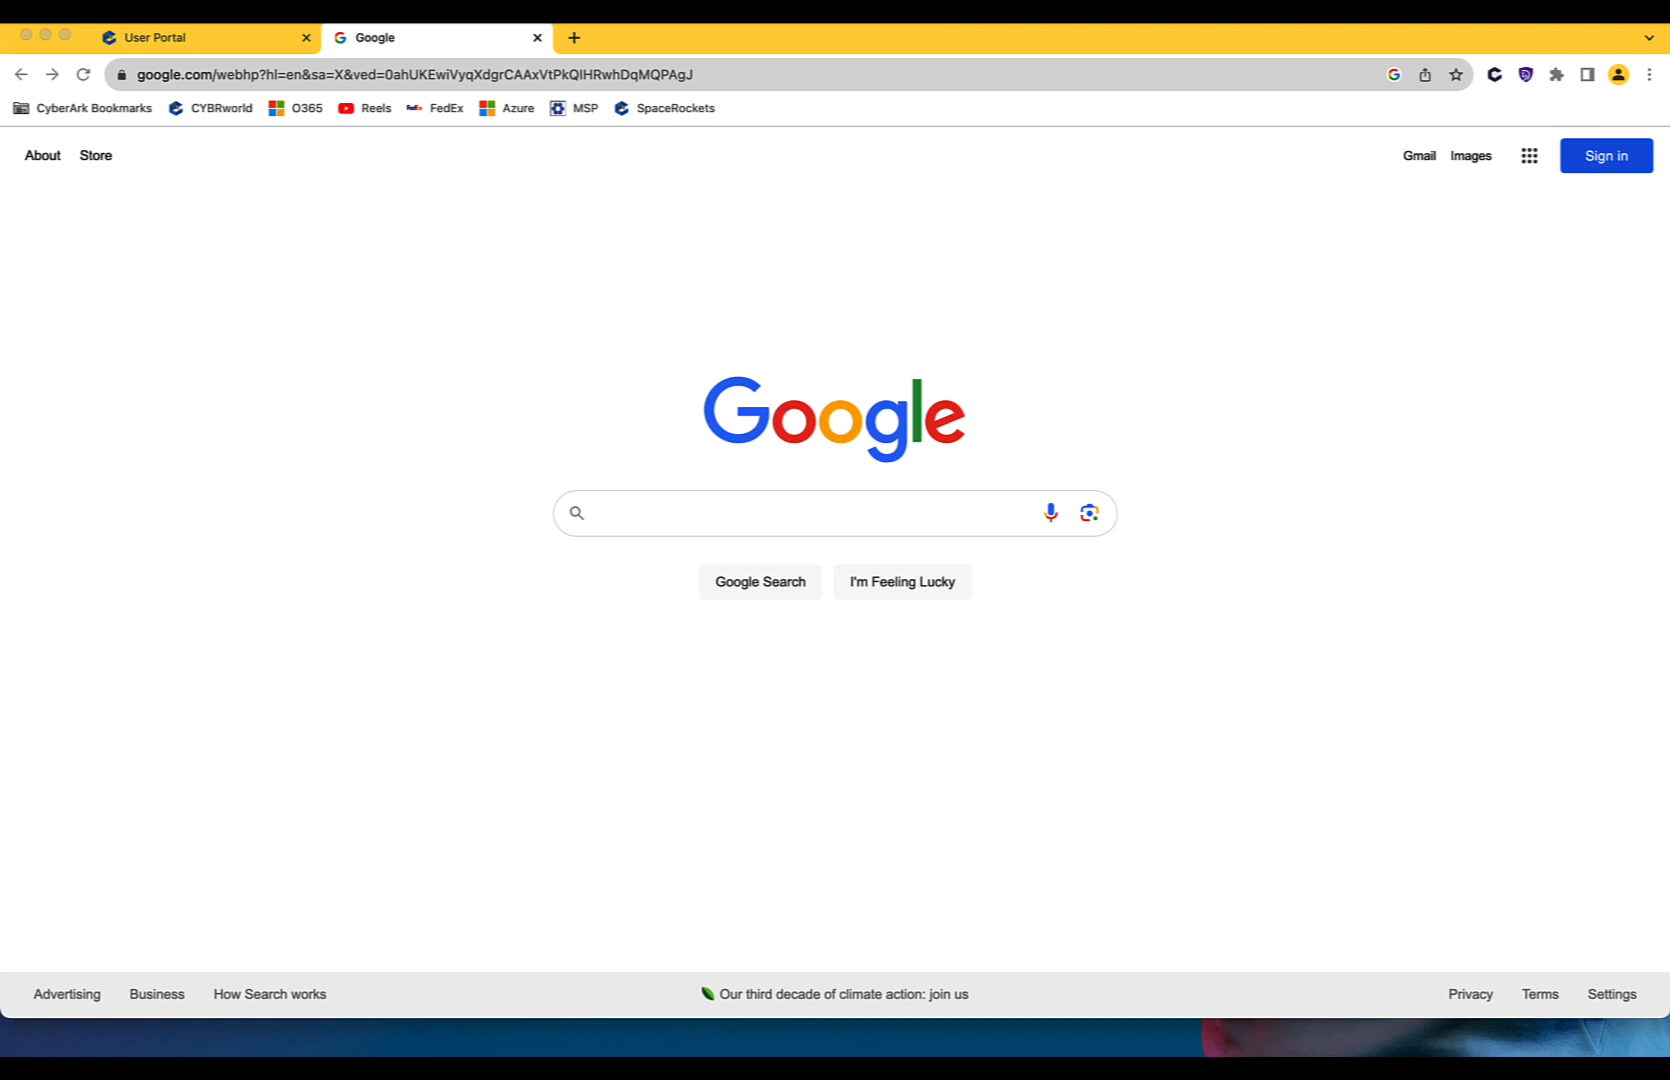 User Portal
Google
google.com/webhp?hl=en&sa=X&ved=0ahUKEwiVyqXdgrCAAxVtPkQIHRwhDqMQPAgJ
CyberArk Bookmarks CYBRworld O365 Reels FedEx Azure MSP SpaceRockets
About Store Gmail Images Sign in
Google
Google Search I'm Feeling Lucky
Advertising Business How Search works Our third decade of climate action: join us Privacy Terms Settings